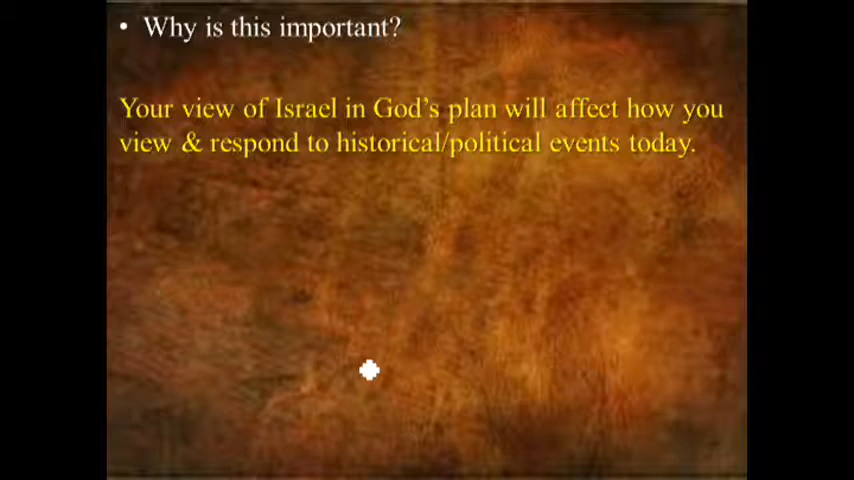 • Why is this important?
Your view of Israel in God's plan will affect how you
view & respond to historical/political events today.